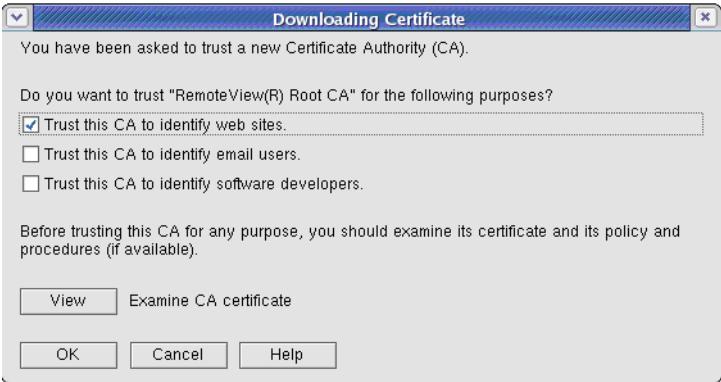 Downloading Certificate
You have been asked to trust a new Certificate Authority (CA).
Do you want to trust "RemoteView(R) Root CA" for the following purposes?
Trust this CA to identify web sites.
Trust this CA to identify email users.
Trust this CA to identify software developers.
Before trusting this CA for any purpose, you should examine its certificate and its policy and
procedures (if available).
View Examine CA certificate
OK Cancel Help